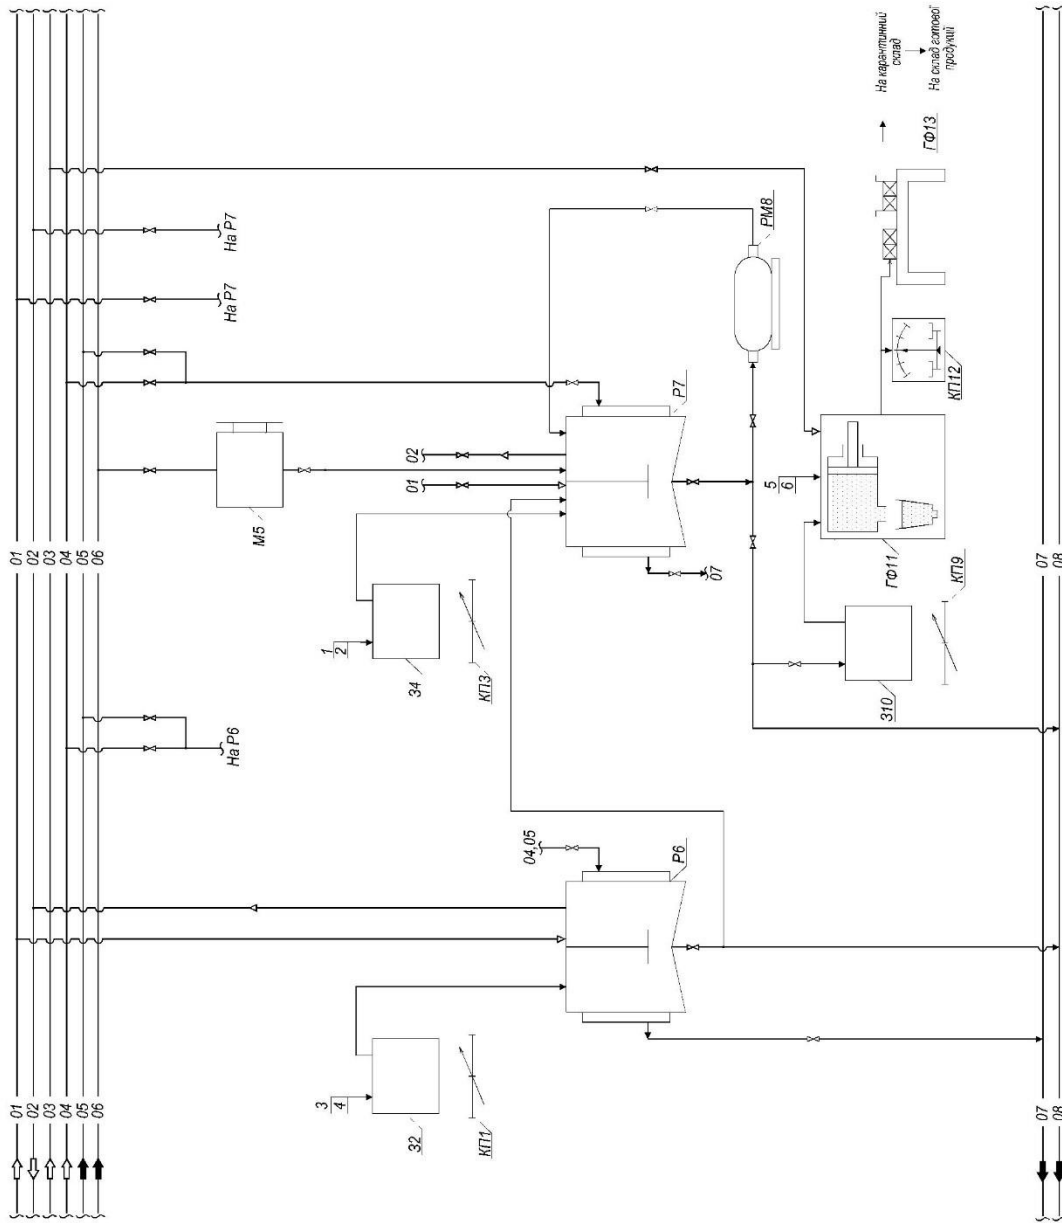 01
02
03
04
05
06
01
02
03
04
05
06
На Р6
На Р7
На Р7
М5
3
4
32
КП1
04,05
Р6
1
2
34
КП3
01
02
Р7
07
РМ8
5
6
ГФ11
310
КП9
КП12
ГФ13
На карантинний
склад
На склад готової
продукції
07
08
07
08